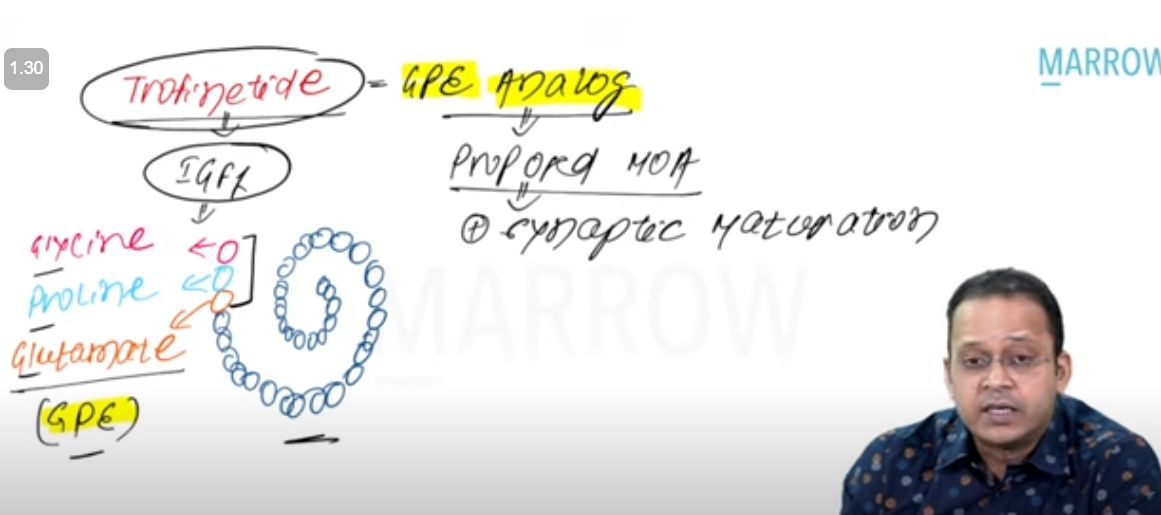 1.30
MARROW
Trofinetide = GPE Analog
IGF1
Proposed MOA
⊕ synaptic maturation
Glycine
Proline
Glutamate
(GPE)
MARROW